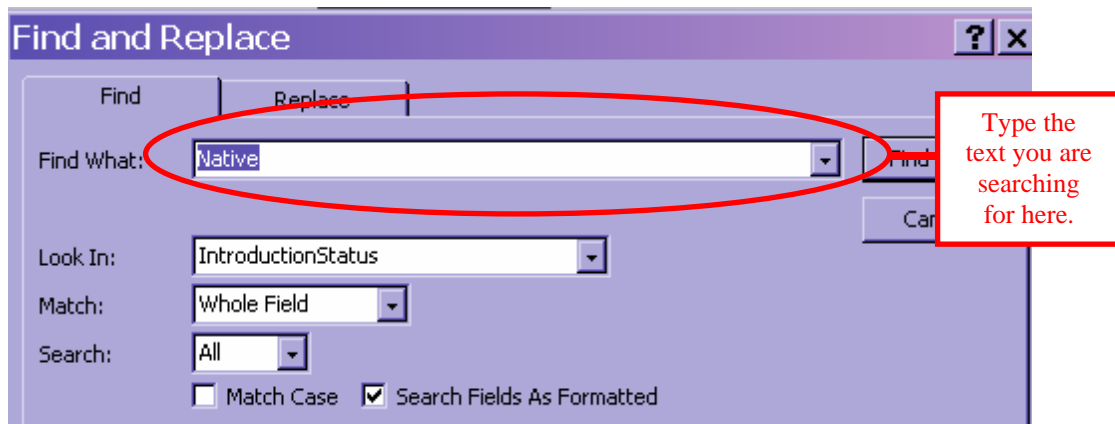 Find and Replace
Find Replace
Find What: Native Find
Look In: IntroductionStatus
Match: Whole Field
Search: All
Match Case Search Fields As Formatted
Type the
text you are
searching
for here.